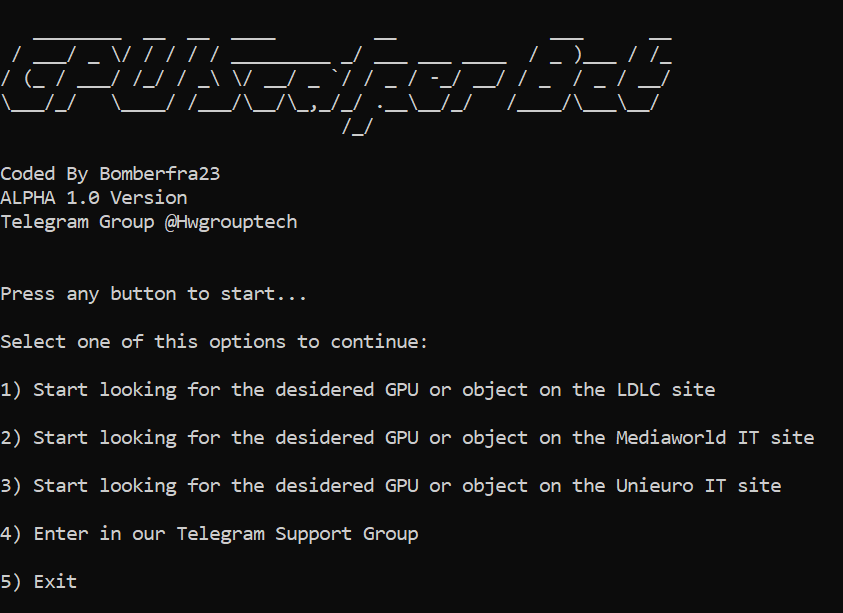 GPU Scalper Bot
Coded By Bomberfra23
ALPHA 1.0 Version
Telegram Group @Hwgrouptech
Press any button to start...
Select one of this options to continue:
1) Start looking for the desidered GPU or object on the LDLC site
2) Start looking for the desidered GPU or object on the Mediaworld IT site
3) Start looking for the desidered GPU or object on the Unieuro IT site
4) Enter in our Telegram Support Group
5) Exit